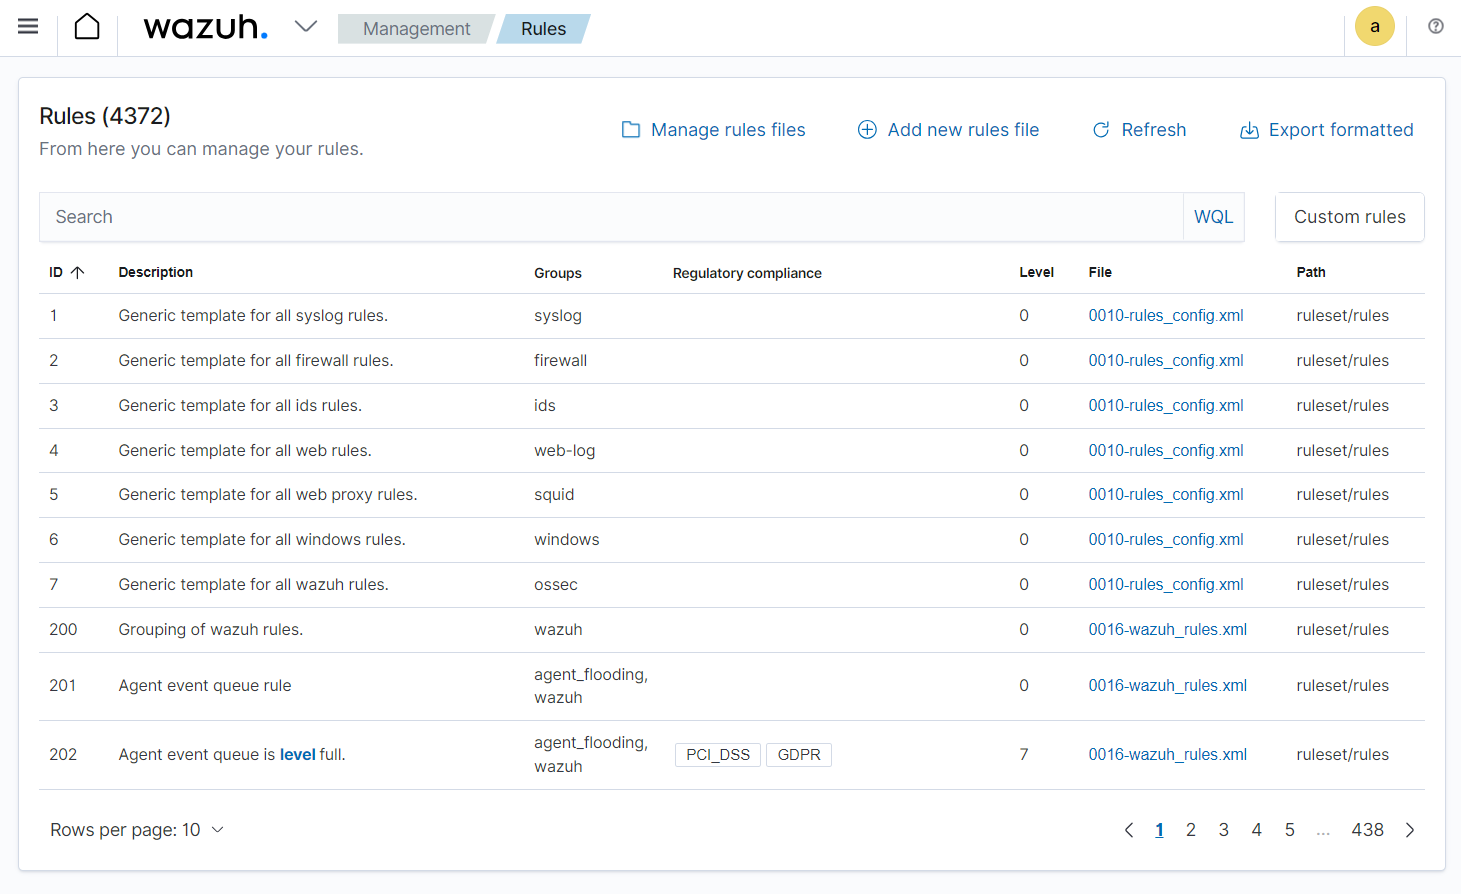 wazuh.
Management
Rules
a
Rules (4372)
From here you can manage your rules.
Manage rules files
Add new rules file
Refresh
Export formatted
Search
WQL
Custom rules
ID Description Groups Regulatory compliance Level File Path
1 Generic template for all syslog rules. syslog 0 0010-rules_config.xml ruleset/rules
2 Generic template for all firewall rules. firewall 0 0010-rules_config.xml ruleset/rules
3 Generic template for all ids rules. ids 0 0010-rules_config.xml ruleset/rules
4 Generic template for all web rules. web-log 0 0010-rules_config.xml ruleset/rules
5 Generic template for all web proxy rules. squid 0 0010-rules_config.xml ruleset/rules
6 Generic template for all windows rules. windows 0 0010-rules_config.xml ruleset/rules
7 Generic template for all wazuh rules. ossec 0 0010-rules_config.xml ruleset/rules
200 Grouping of wazuh rules. wazuh 0 0016-wazuh_rules.xml ruleset/rules
201 Agent event queue rule agent_flooding, wazuh 0 0016-wazuh_rules.xml ruleset/rules
202 Agent event queue is level full. agent_flooding, wazuh PCI_DSS GDPR 7 0016-wazuh_rules.xml ruleset/rules
Rows per page: 10
1 2 3 4 5 ... 438